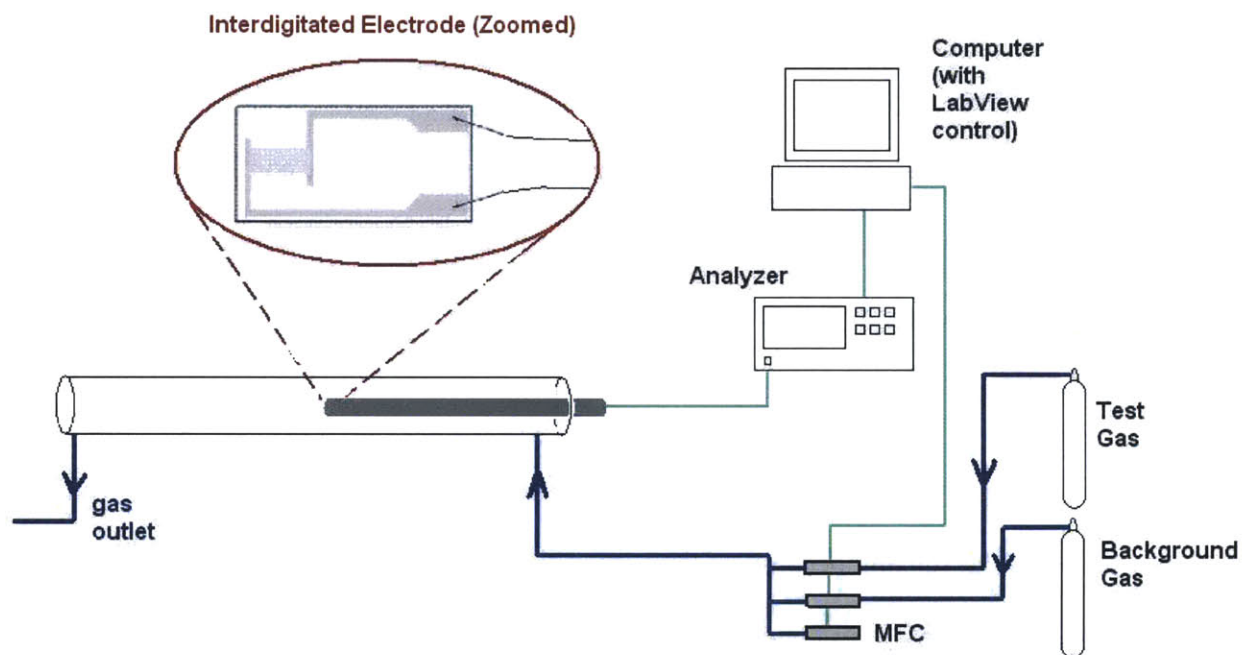 Interdigitated Electrode (Zoomed)
Computer
(with
LabView
control)
Analyzer
Test
Gas
gas
outlet
Background
Gas
MFC